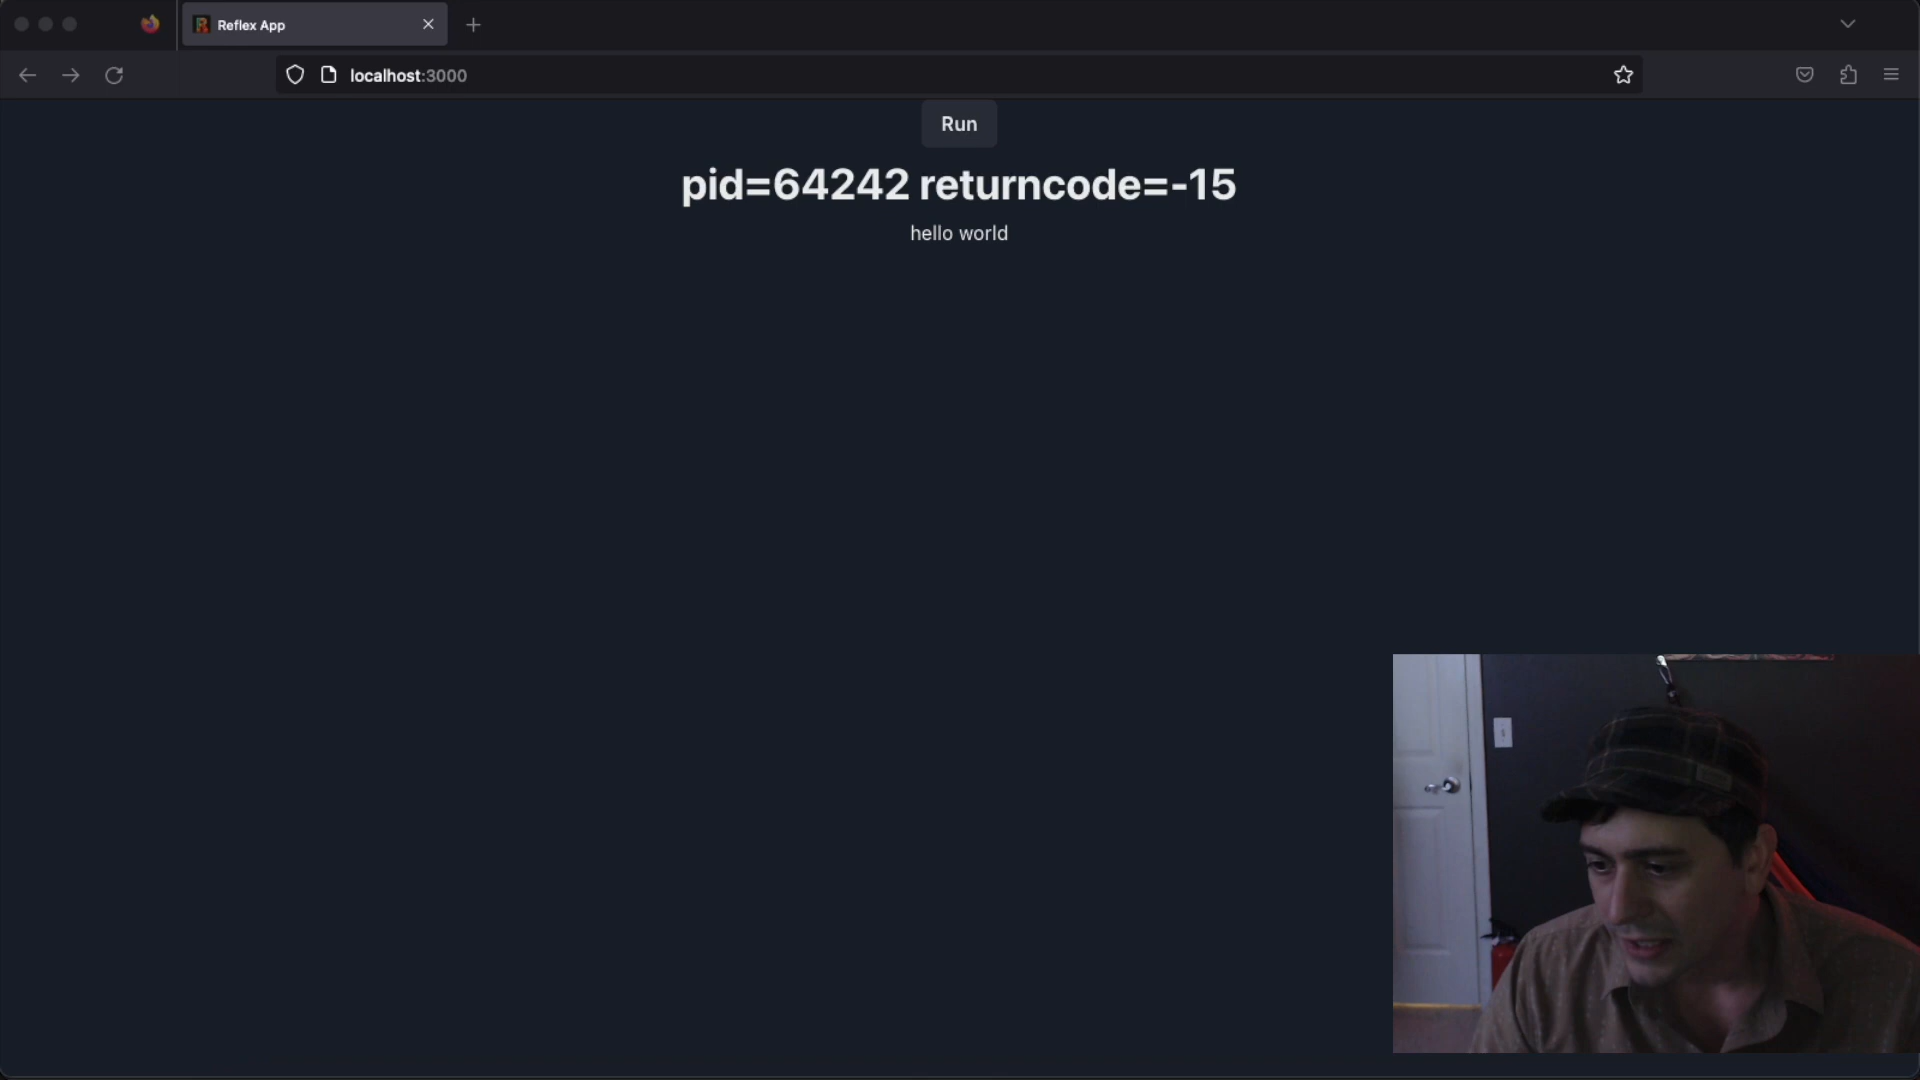 Reflex App
localhost:3000
Run
pid=64242 returncode=-15
hello world